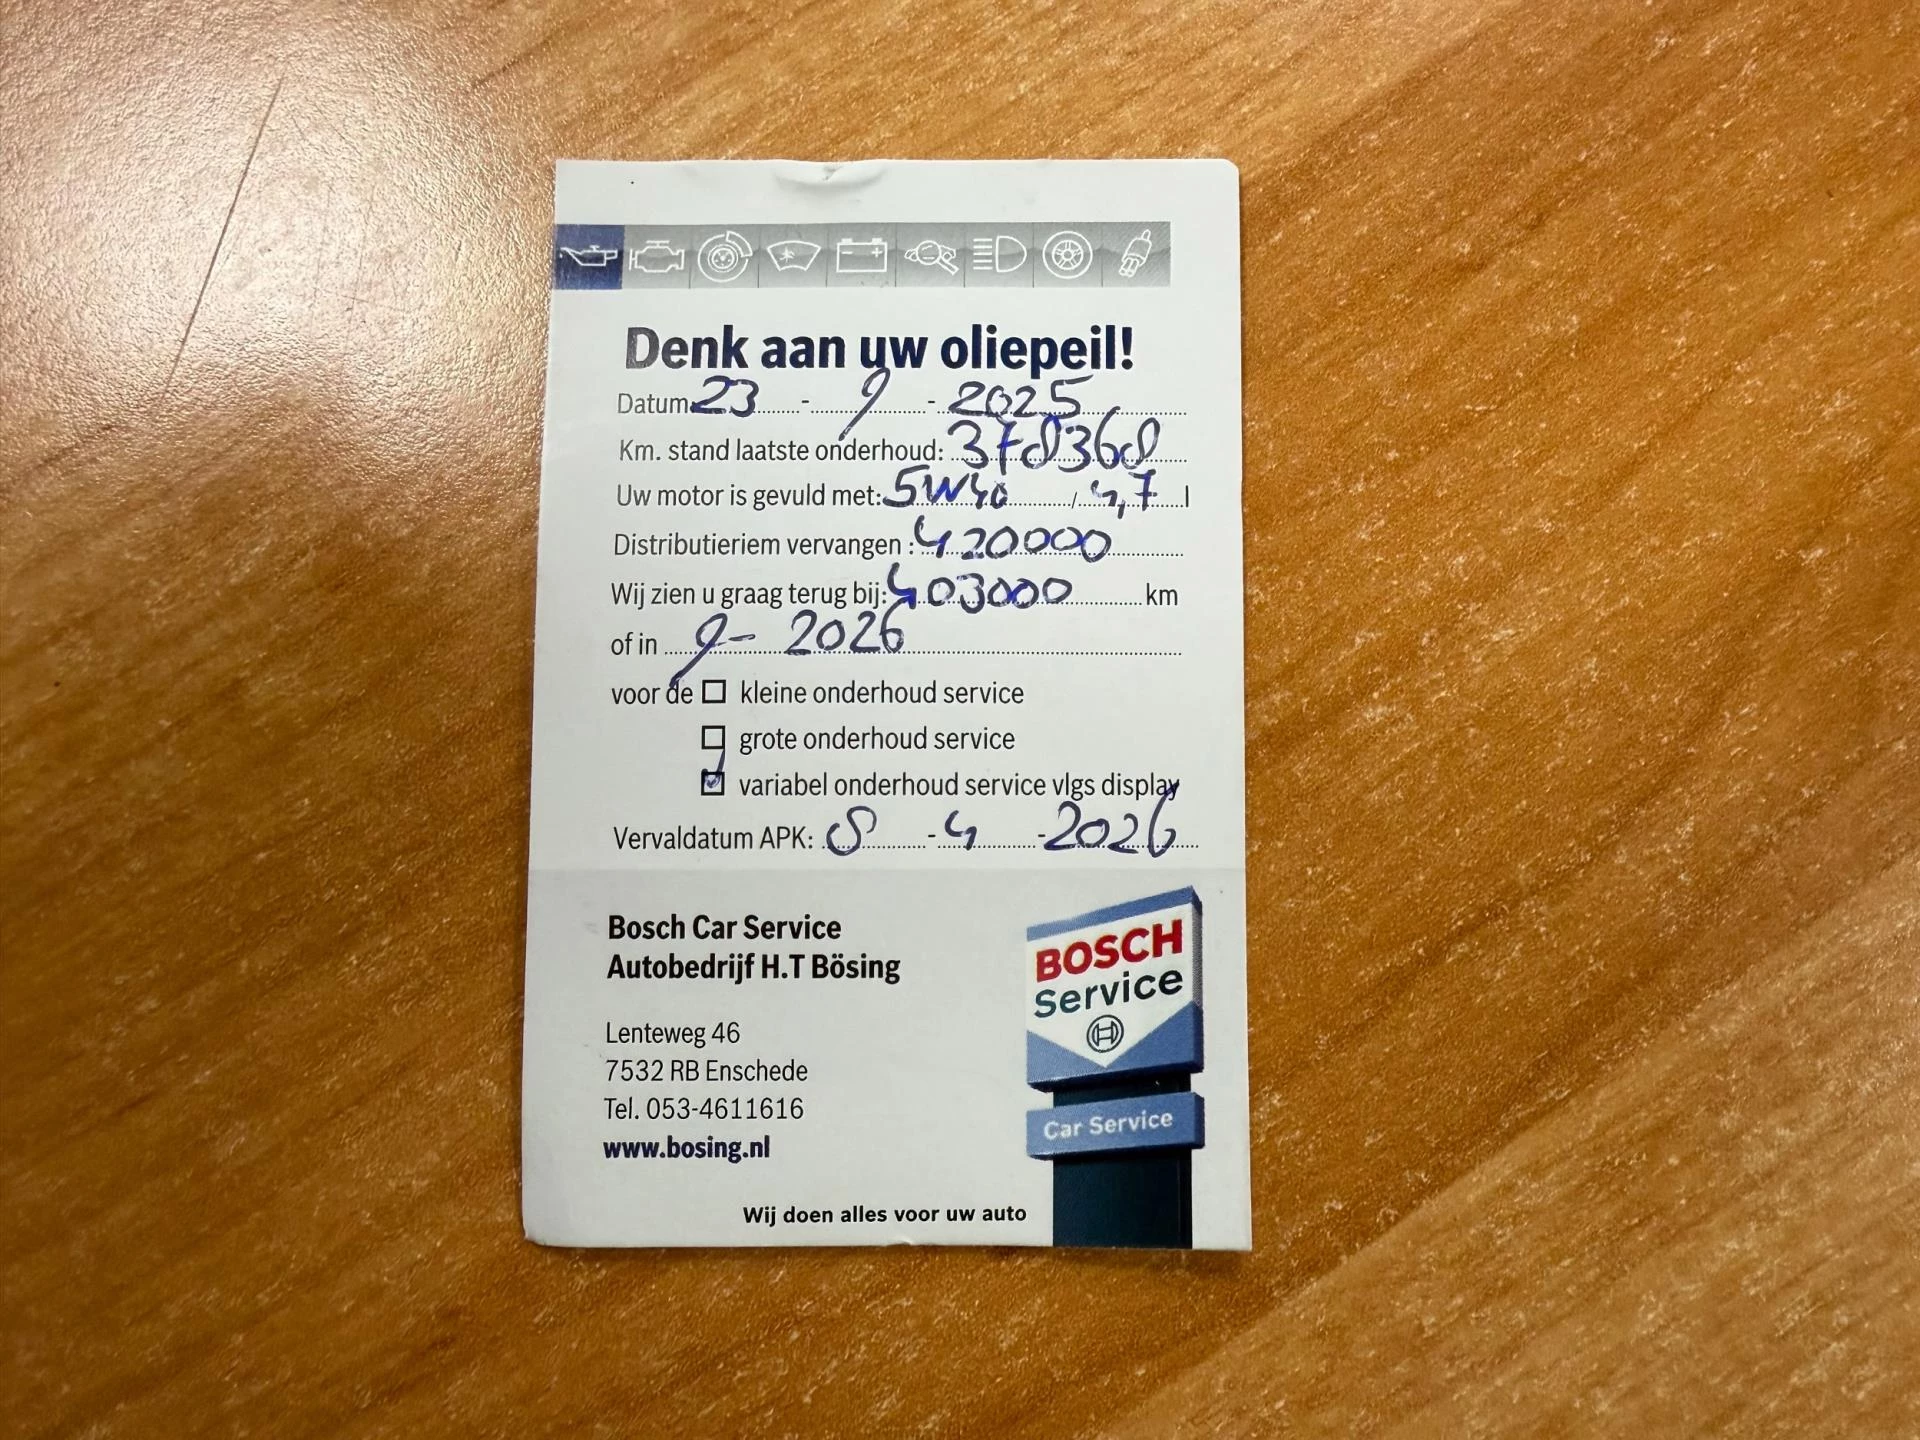 Denk aan uw oliepeil!
Datum 23 - 9 - 2025
Km. stand laatste onderhoud: 378368
Uw motor is gevuld met: 5W40 / 4,7 l
Distributieriem vervangen : 420000
Wij zien u graag terug bij: 403000 km
of in 9- 2026
voor de kleine onderhoud service
grote onderhoud service
variabel onderhoud service vlgs display
Vervaldatum APK: 8 - 4 - 2026
Bosch Car Service
Autobedrijf H.T Bösing
Lenteweg 46
7532 RB Enschede
Tel. 053-4611616
www.bosing.nl
Wij doen alles voor uw auto
BOSCH
Service
Car Service